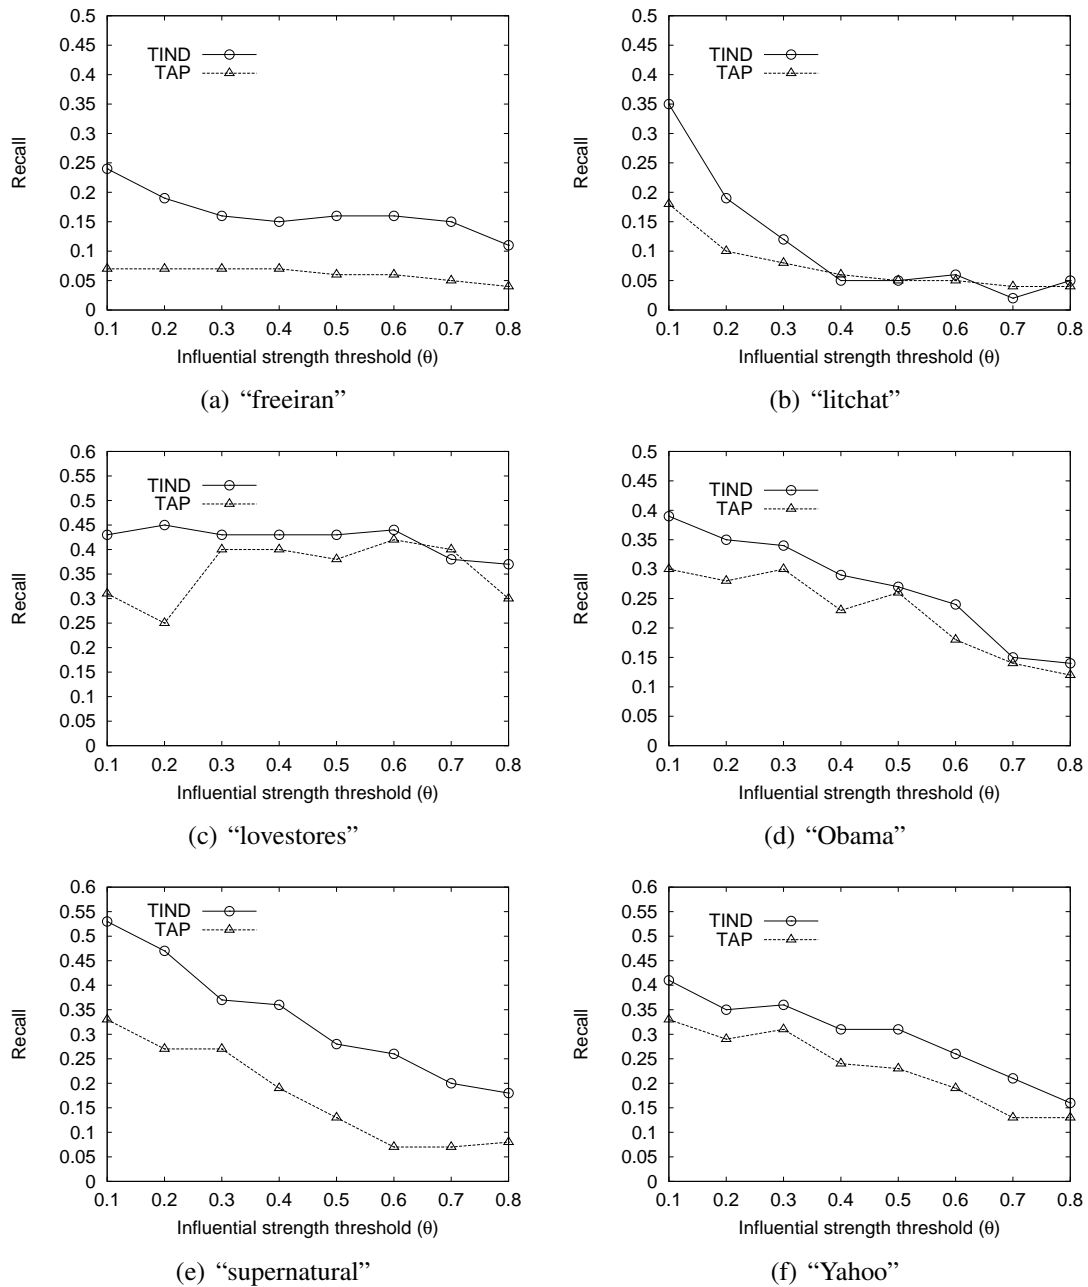 0.5
0.45
0.4
0.35
0.3
0.25
0.2
0.15
0.1
0.05
0
Recall
TIND
TAP
0.1 0.2 0.3 0.4 0.5 0.6 0.7 0.8
Influential strength threshold (θ)
(a) “freeiran”
0.5
0.45
0.4
0.35
0.3
0.25
0.2
0.15
0.1
0.05
0
Recall
TIND
TAP
0.1 0.2 0.3 0.4 0.5 0.6 0.7 0.8
Influential strength threshold (θ)
(b) “litchat”
0.6
0.55
0.5
0.45
0.4
0.35
0.3
0.25
0.2
0.15
0.1
0.05
0
Recall
TIND
TAP
0.1 0.2 0.3 0.4 0.5 0.6 0.7 0.8
Influential strength threshold (θ)
(c) “lovestores”
0.5
0.45
0.4
0.35
0.3
0.25
0.2
0.15
0.1
0.05
0
Recall
TIND
TAP
0.1 0.2 0.3 0.4 0.5 0.6 0.7 0.8
Influential strength threshold (θ)
(d) “Obama”
0.6
0.55
0.5
0.45
0.4
0.35
0.3
0.25
0.2
0.15
0.1
0.05
0
Recall
TIND
TAP
0.1 0.2 0.3 0.4 0.5 0.6 0.7 0.8
Influential strength threshold (θ)
(e) “supernatural”
0.6
0.55
0.5
0.45
0.4
0.35
0.3
0.25
0.2
0.15
0.1
0.05
0
Recall
TIND
TAP
0.1 0.2 0.3 0.4 0.5 0.6 0.7 0.8
Influential strength threshold (θ)
(f) “Yahoo”